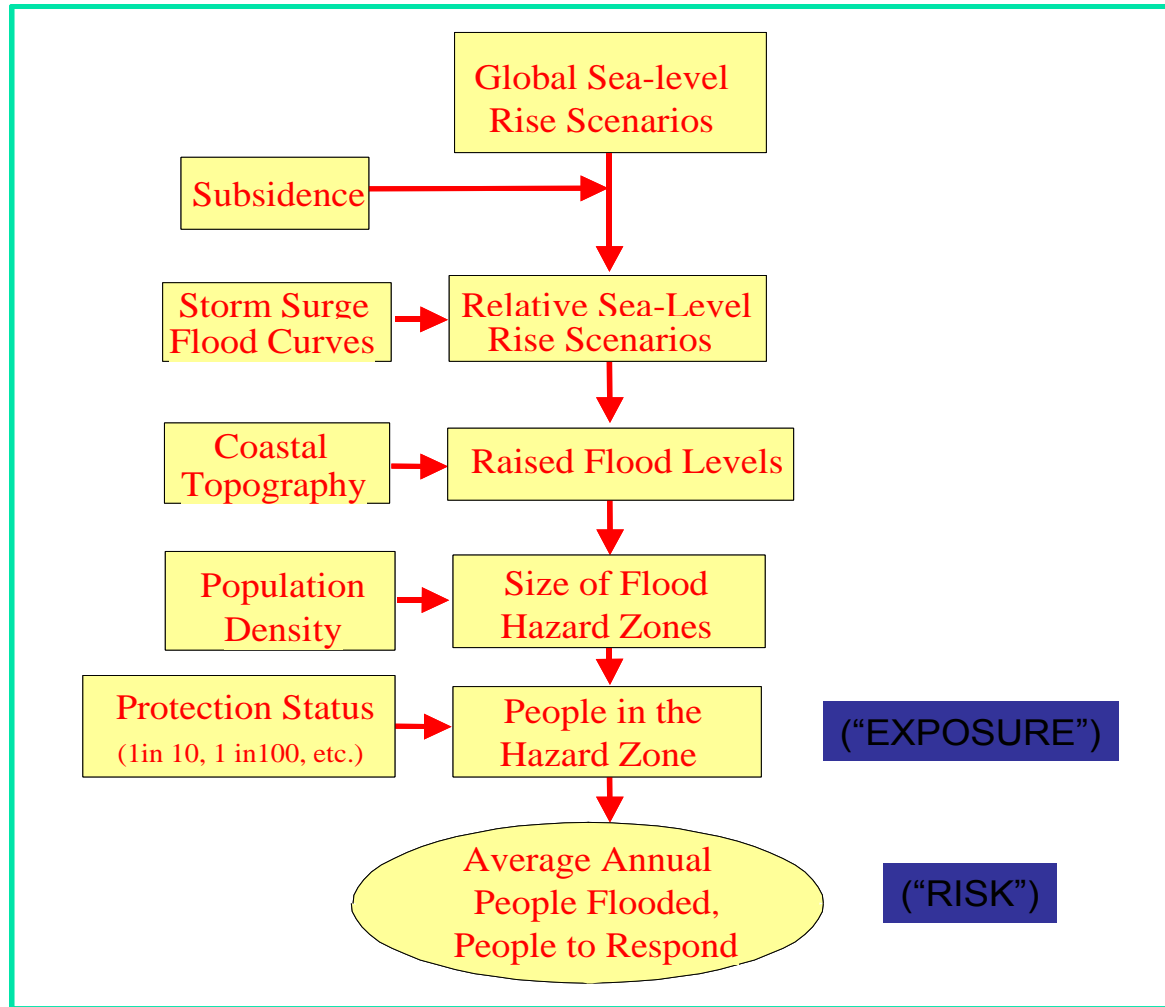 Global Sea-level
Rise Scenarios
Subsidence
Storm Surge
Flood Curves
Relative Sea-Level
Rise Scenarios
Coastal
Topography
Raised Flood Levels
Population
Density
Size of Flood
Hazard Zones
Protection Status
(1in 10, 1 in100, etc.)
People in the
Hazard Zone
(“EXPOSURE”)
Average Annual
People Flooded,
People to Respond
(“RISK”)